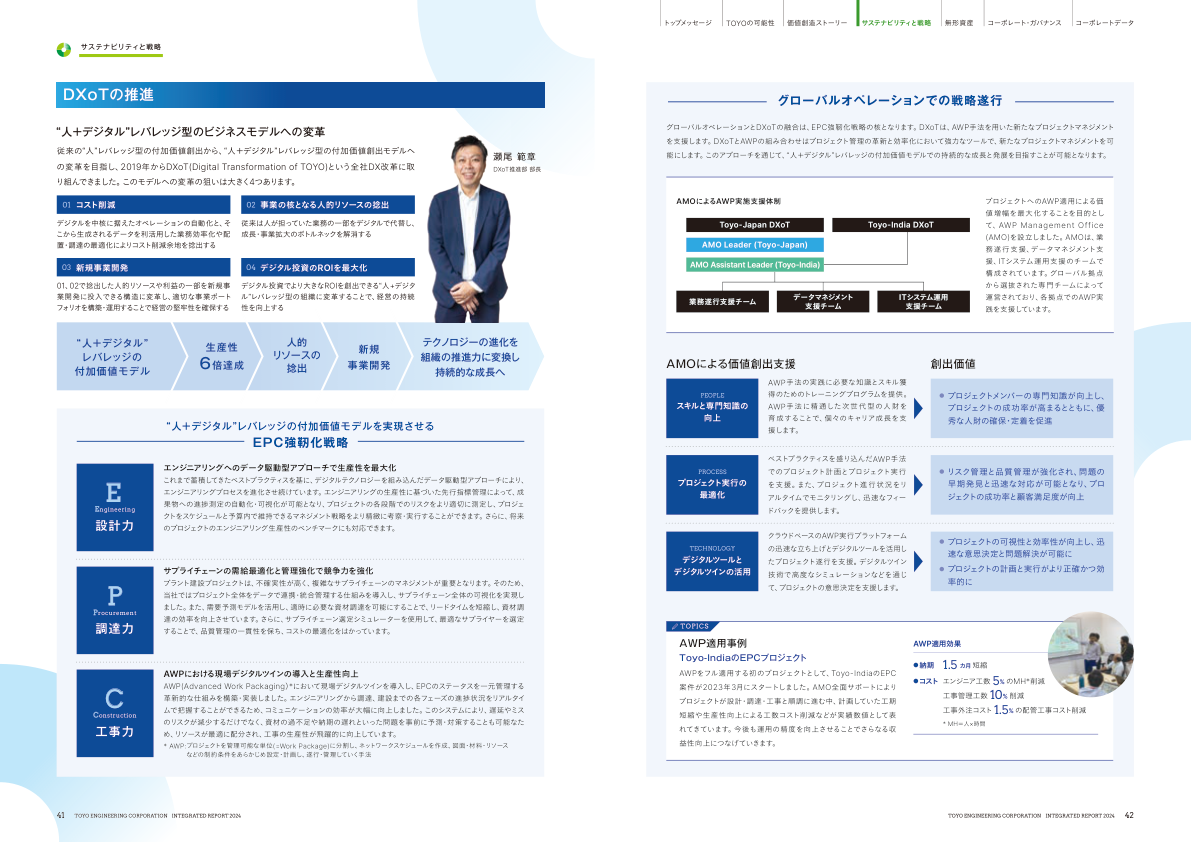 トップメッセージ
TOYOの可能性
価値創造ストーリー
サステナビリティと戦略
無形資産
コーポレート・ガバナンス
コーポレートデータ
サステナビリティと戦略
DXoTの推進
“人＋デジタル”レバレッジ型のビジネスモデルへの変革
従来の“人”レバレッジ型の付加価値創出から、“人＋デジタル”レバレッジ型の付加価値創出モデルへ
の変革を目指し、2019年からDXoT(Digital Transformation of TOYO)という全社DX改革に取
り組んできました。このモデルへの変革の狙いは大きく4つあります。
瀬尾 範章
DXoT推進部 部長
01 コスト削減
デジタルを中核に据えたオペレーションの自動化と、そ
こから生成されるデータを利活用した業務効率化や配
置・調達の最適化によりコスト削減余地を捻出する
02 事業の核となる人的リソースの捻出
従来は人が担っていた業務の一部をデジタルで代替し、
成長・事業拡大のボトルネックを解消する
03 新規事業開発
01、02で捻出した人的リソースや利益の一部を新規事
業開発に投入できる構造に変革し、適切な事業ポート
フォリオを構築・運用することで経営の堅牢性を確保する
04 デジタル投資のROIを最大化
デジタル投資でより大きなROIを創出できる“人＋デジタ
ル”レバレッジ型の組織に変革することで、経営の持続
性を向上する
“人＋デジタル”
レバレッジの
付加価値モデル
生産性
6倍達成
人的
リソースの
捻出
新規
事業開発
テクノロジーの進化を
組織の推進力に変換し
持続的な成長へ
“人＋デジタル”レバレッジの付加価値モデルを実現させる
EPC強靭化戦略
E
Engineering
設計力
エンジニアリングへのデータ駆動型アプローチで生産性を最大化
これまで蓄積してきたベストプラクティスを基に、デジタルテクノロジーを組み込んだデータ駆動型アプローチにより、
エンジニアリングプロセスを進化させ続けています。エンジニアリングの生産性に基づいた先行指標管理によって、成
果物への進捗測定の自動化・可視化が可能となり、プロジェクトの各段階でのリスクをより適切に測定し、プロジェ
クトをスケジュールと予算内で維持できるマネジメント戦略をより精緻に考察・実行することができます。さらに、将来
のプロジェクトのエンジニアリング生産性のベンチマークにも対応できます。
P
Procurement
調達力
サプライチェーンの需給最適化と管理強化で競争力を強化
プラント建設プロジェクトは、不確実性が高く、複雑なサプライチェーンのマネジメントが重要となります。そのため、
当社ではプロジェクト全体をデータで連携・統合管理する仕組みを導入し、サプライチェーン全体の可視化を実現し
ました。また、需要予測モデルを活用し、適時に必要な資材調達を可能にすることで、リードタイムを短縮し、資材調
達の効率を向上させています。さらに、サプライチェーン選定シミュレーターを使用して、最適なサプライヤーを選定
することで、品質管理の一貫性を保ち、コストの最適化をはかっています。
C
Construction
工事力
AWPにおける現場デジタルツインの導入と生産性向上
AWP(Advanced Work Packaging)*において現場デジタルツインを導入し、EPCのステータスを一元管理する
革新的な仕組みを構築・実装しました。エンジニアリングから調達、建設までの各フェーズの進捗状況をリアルタイ
ムで把握することができるため、コミュニケーションの効率が大幅に向上しました。このシステムにより、遅延やミス
のリスクが減少するだけでなく、資材の過不足や納期の遅れといった問題を事前に予測・対策することも可能なた
め、リソースが最適に配分され、工事の生産性が飛躍的に向上しています。
* AWP:プロジェクトを管理可能な単位(=Work Package)に分割し、ネットワークスケジュールを作成、図面・材料・リソース
などの制約条件をあらかじめ設定・計画し、遂行・管理していく手法
41 TOYO ENGINEERING CORPORATION INTEGRATED REPORT 2024
グローバルオペレーションでの戦略遂行
グローバルオペレーションとDXoTの融合は、EPC強靭化戦略の核となります。DXoTは、AWP手法を用いた新たなプロジェクトマネジメント
を支援します。DXoTとAWPの組み合わせはプロジェクト管理の革新と効率化において強力なツールで、新たなプロジェクトマネジメントを可
能にします。このアプローチを通じて、“人＋デジタル”レバレッジの付加価値モデルでの持続的な成長と発展を目指すことが可能となります。
AMOによるAWP実施支援体制
Toyo-Japan DXoT
Toyo-India DXoT
AMO Leader (Toyo-Japan)
AMO Assistant Leader (Toyo-India)
業務遂行支援チーム
データマネジメント
支援チーム
ITシステム運用
支援チーム
プロジェクトへのAWP適用による価
値増幅を最大化することを目的とし
て、AWP Management Office
(AMO)を設立しました。AMOは、業
務遂行支援、データマネジメント支
援、ITシステム運用支援のチームで
構成されています。グローバル拠点
から選抜された専門チームによって
運営されており、各拠点でのAWP実
践を支援しています。
AMOによる価値創出支援
創出価値
PEOPLE
スキルと専門知識の
向上
AWP手法の実践に必要な知識とスキル獲
得のためのトレーニングプログラムを提供。
AWP手法に精通した次世代型の人財を
育成することで、個々のキャリア成長を支
援します。
● プロジェクトメンバーの専門知識が向上し、
プロジェクトの成功率が高まるとともに、優
秀な人財の確保・定着を促進
PROCESS
プロジェクト実行の
最適化
ベストプラクティスを盛り込んだAWP手法
でのプロジェクト計画とプロジェクト実行
を支援。また、プロジェクト進行状況をリ
アルタイムでモニタリングし、迅速なフィー
ドバックを提供します。
● リスク管理と品質管理が強化され、問題の
早期発見と迅速な対応が可能となり、プロ
ジェクトの成功率と顧客満足度が向上
TECHNOLOGY
デジタルツールと
デジタルツインの活用
クラウドベースのAWP実行プラットフォーム
の迅速な立ち上げとデジタルツールを活用し
たプロジェクト遂行を支援。デジタルツイン
技術で高度なシミュレーションなどを通じ
て、プロジェクトの意思決定を支援します。
● プロジェクトの可視性と効率性が向上し、迅
速な意思決定と問題解決が可能に
● プロジェクトの計画と実行がより正確かつ効
率的に
TOPICS
AWP適用事例
Toyo-IndiaのEPCプロジェクト
AWPをフル適用する初のプロジェクトとして、Toyo-IndiaのEPC
案件が2023年3月にスタートしました。AMO全面サポートにより
プロジェクトが設計・調達・工事と順調に進む中、計画していた工期
短縮や生産性向上による工数コスト削減などが実績数値として表
れてきています。今後も運用の精度を向上させることでさらなる収
益性向上につなげていきます。
AWP適用効果
●納期 1.5 カ月 短縮
●コスト エンジニア工数 5% のMH*削減
工事管理工数 10% 削減
工事外注コスト 1.5% の配管工事コスト削減
* MH=人×時間
TOYO ENGINEERING CORPORATION INTEGRATED REPORT 2024 42